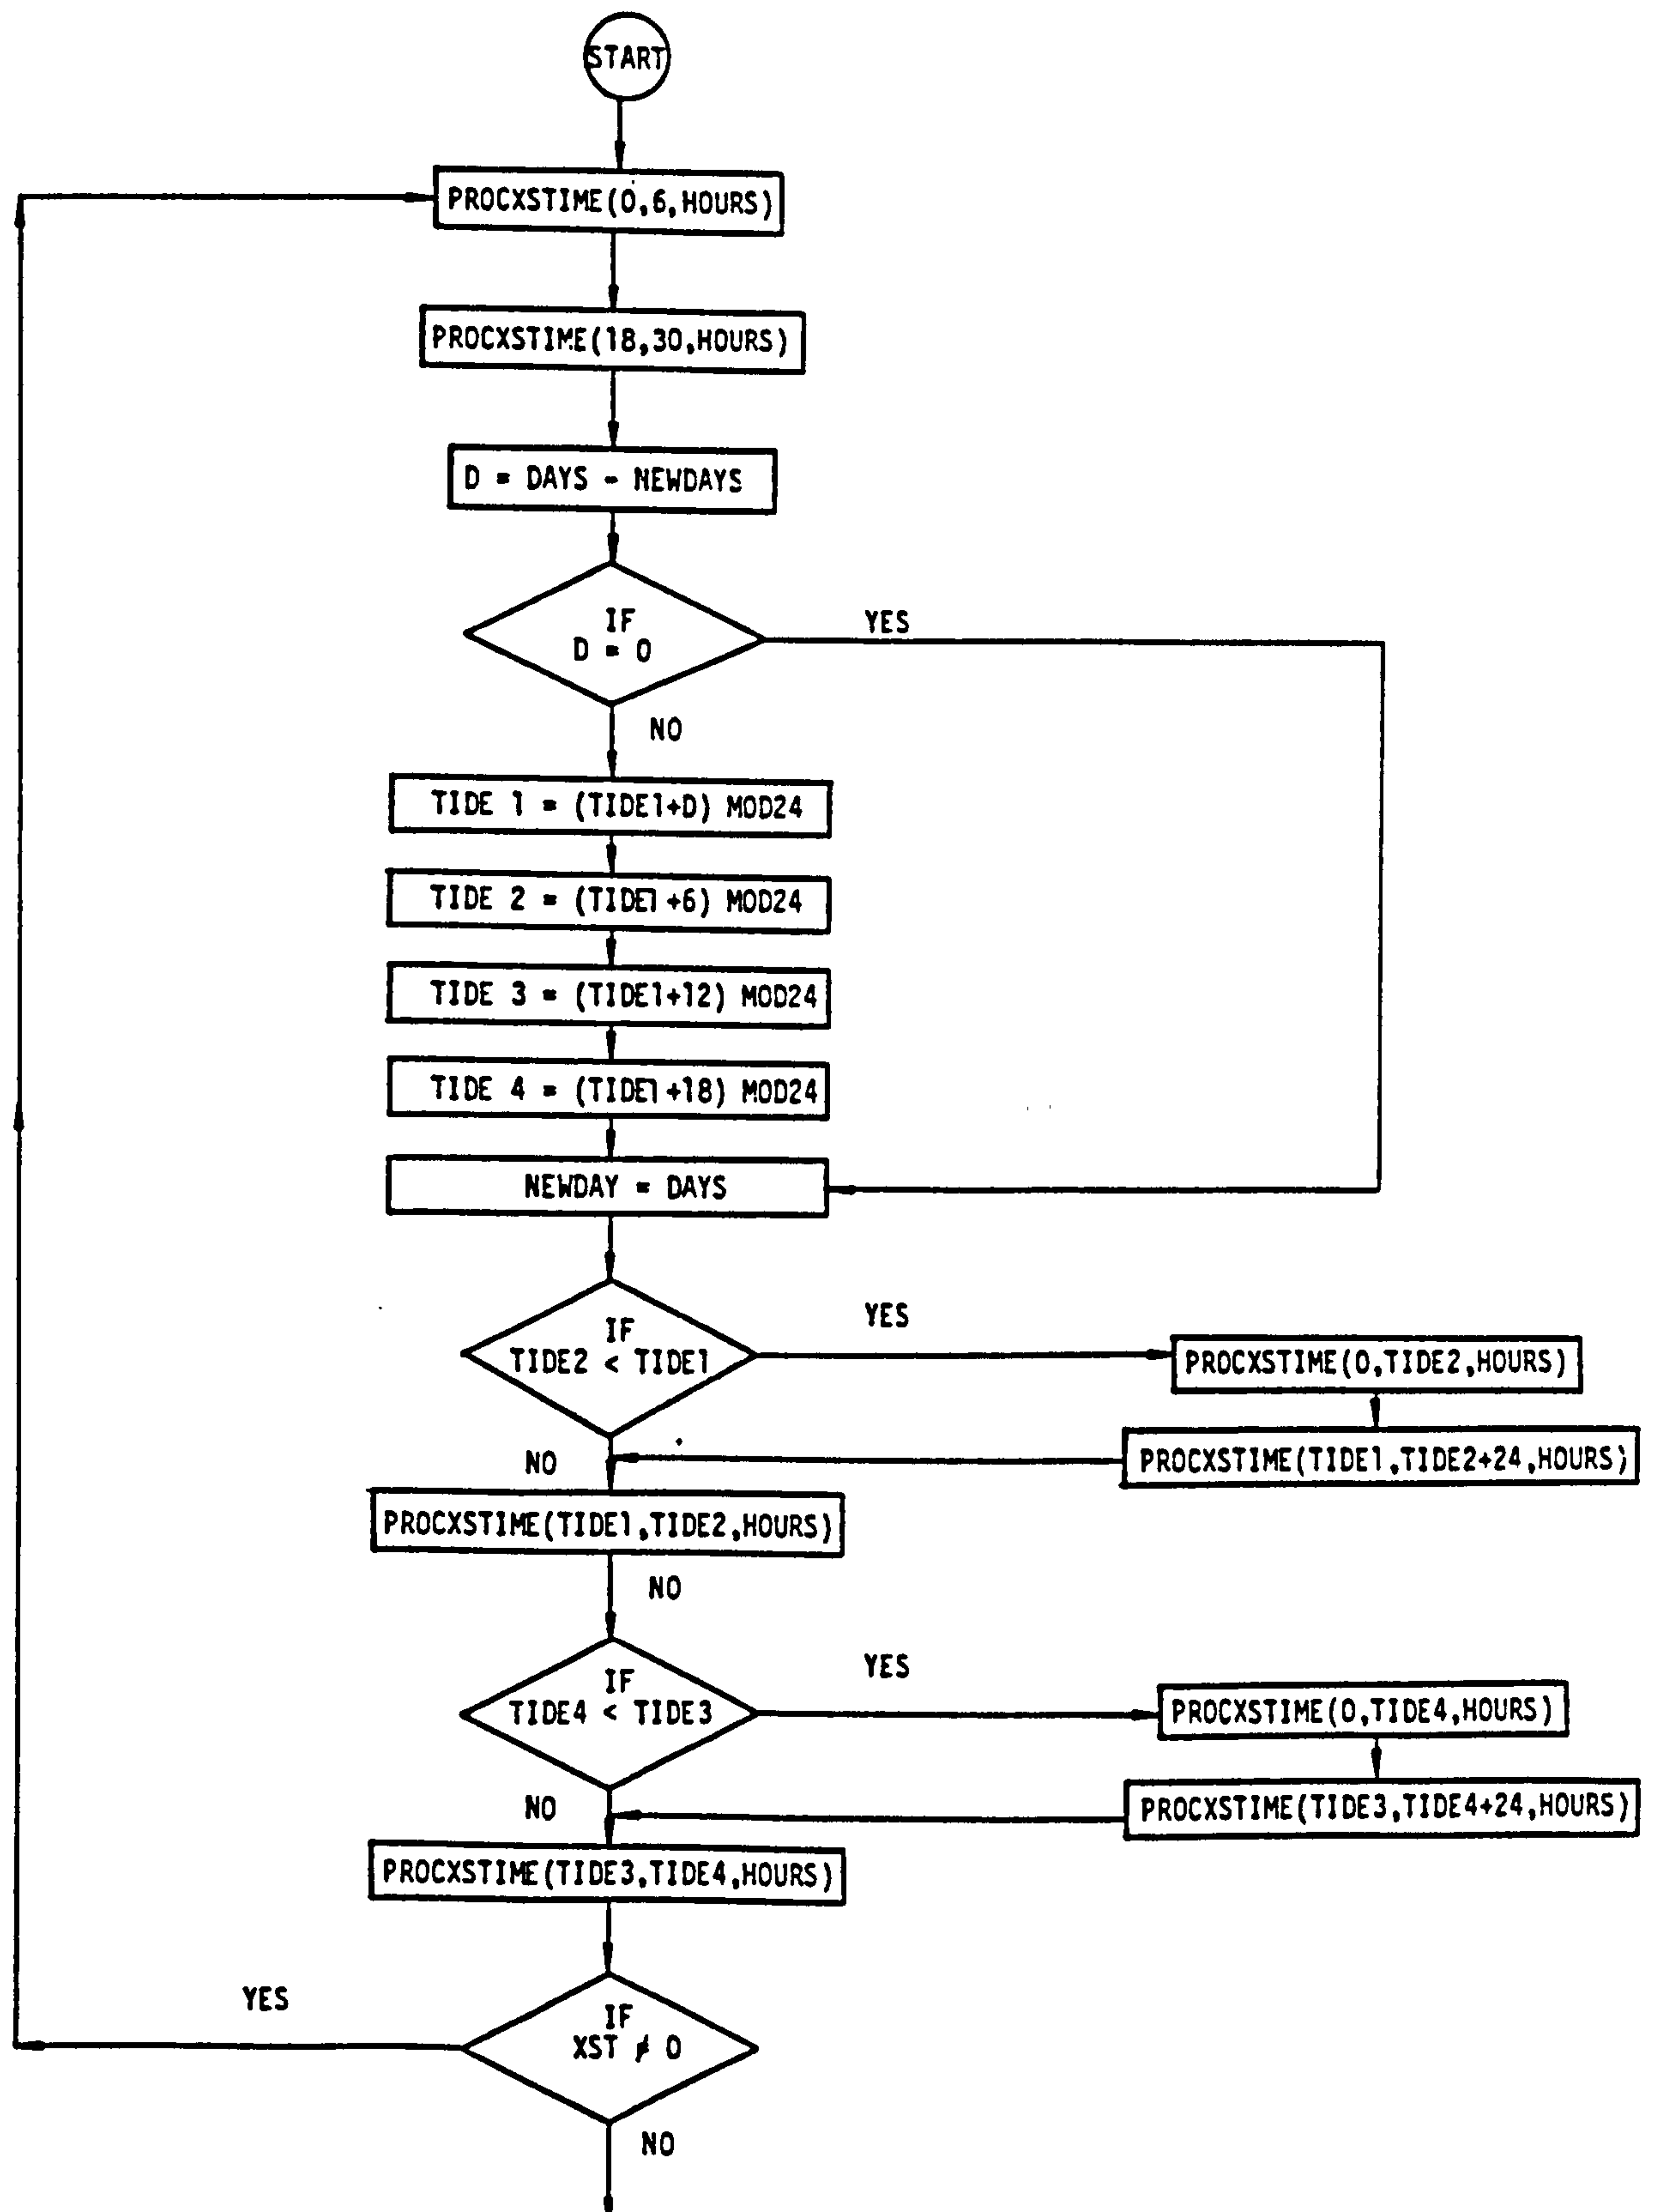 START
PROCXSTIME(0,6,HOURS)
PROCXSTIME(18,30,HOURS)
D = DAYS - NEWDAYS
IF
D = 0
YES
NO
TIDE 1 = (TIDE1+D) MOD24
TIDE 2 = (TIDE1+6) MOD24
TIDE 3 = (TIDE1+12) MOD24
TIDE 4 = (TIDE1+18) MOD24
NEWDAY = DAYS
IF
TIDE2 < TIDE1
YES
PROCXSTIME(0,TIDE2,HOURS)
PROCXSTIME(TIDE1,TIDE2+24,HOURS)
NO
PROCXSTIME(TIDE1,TIDE2,HOURS)
NO
IF
TIDE4 < TIDE3
YES
PROCXSTIME(0,TIDE4,HOURS)
PROCXSTIME(TIDE3,TIDE4+24,HOURS)
NO
PROCXSTIME(TIDE3,TIDE4,HOURS)
YES
IF
XST ≠ 0
NO